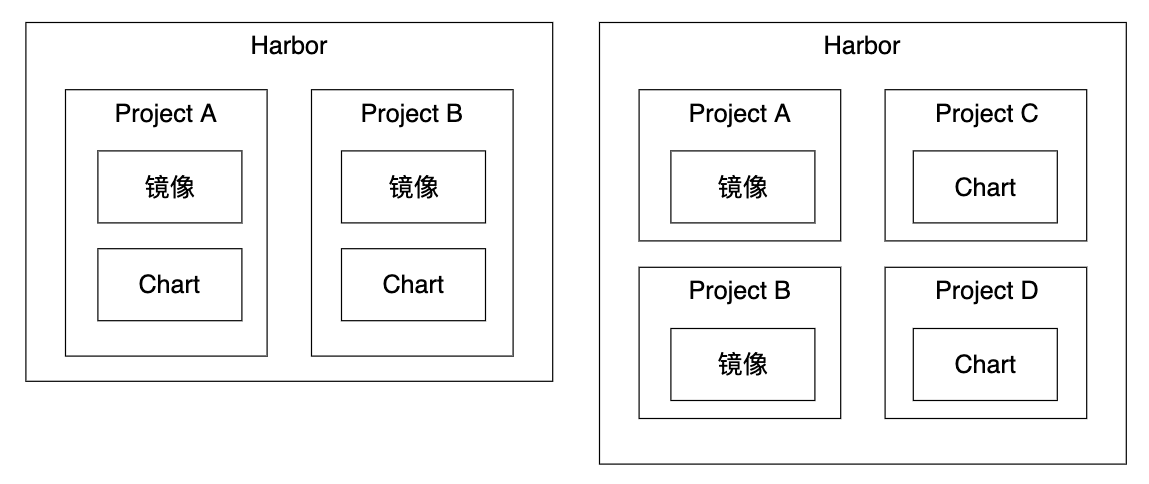 Harbor
Project A
镜像
Chart
Project B
镜像
Chart
Harbor
Project A
镜像
Project C
Chart
Project B
镜像
Project D
Chart